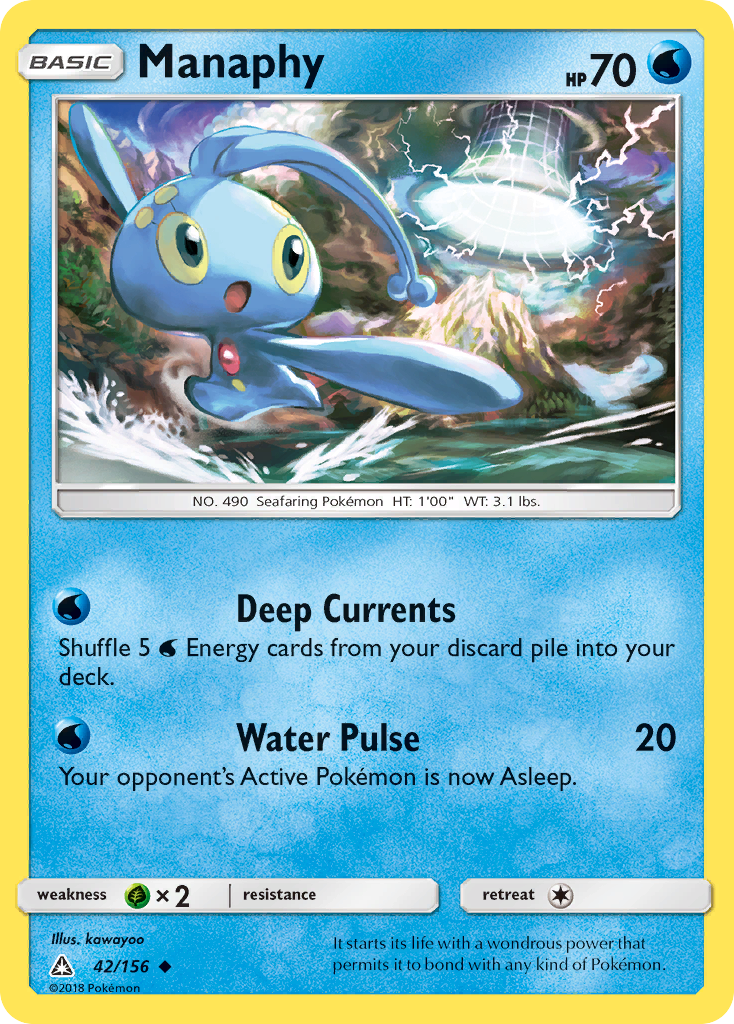 BASIC Manaphy HP 70
NO. 490 Seafaring Pokémon HT: 1'00" WT: 3.1 lbs.
Deep Currents
Shuffle 5 Energy cards from your discard pile into your
deck.
Water Pulse 20
Your opponent's Active Pokémon is now Asleep.
weakness ×2 resistance retreat
Illus. kawayoo
42/156
©2018 Pokémon
It starts its life with a wondrous power that
permits it to bond with any kind of Pokémon.